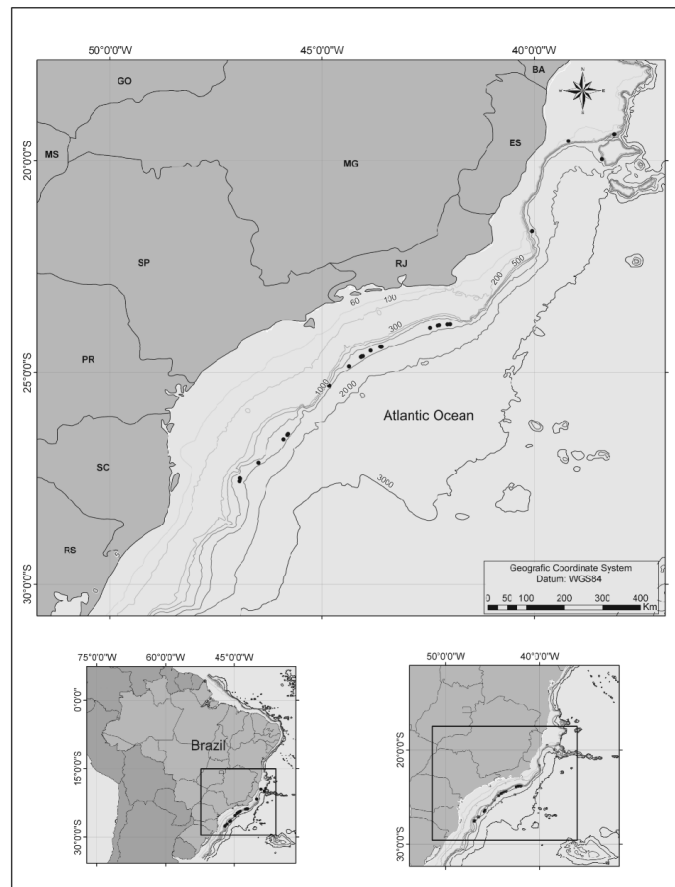 50°0'0"W 45°0'0"W 40°0'0"W
GO
BA
MS
MG
ES
20°0'0"S
SP
RJ
500
200
60 100
300
PR
25°0'0"S
1000
2000
Atlantic Ocean
SC
3000
RS
30°0'0"S
Geografic Coordinate System
Datum: WGS84
0 50 100 200 300 400
Km
75°0'0"W 60°0'0"W 45°0'0"W
0°0'0"
Brazil
15°0'0"S
30°0'0"S
50°0'0"W 40°0'0"W
20°0'0"S
30°0'0"S